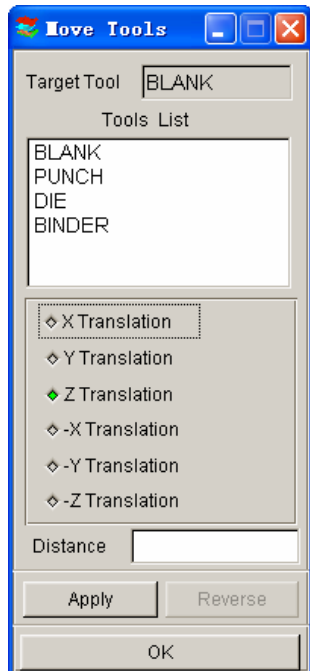 Move Tools
Target Tool BLANK
Tools List
BLANK
PUNCH
DIE
BINDER
X Translation
Y Translation
Z Translation
-X Translation
-Y Translation
-Z Translation
Distance
Apply Reverse
OK